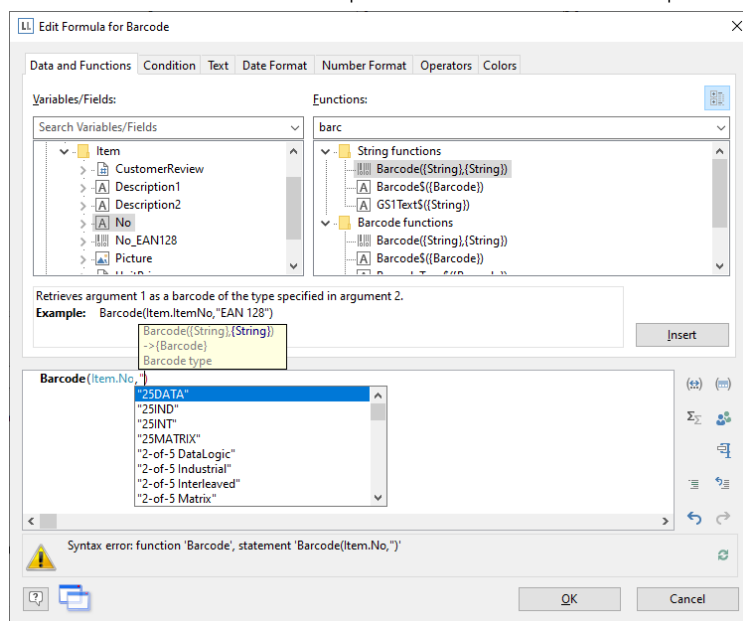 LL Edit Formula for Barcode
Data and Functions Condition Text Date Format Number Format Operators Colors
Variables/Fields: Functions:
Search Variables/Fields barc
Item String functions
CustomerReview Barcode({String},{String})
A Description1 A Barcode$({Barcode})
A Description2 A GS1Text$({String})
A No Barcode functions
No_EAN128 Barcode({String},{String})
Picture A Barcode$({Barcode})
Retrieves argument 1 as a barcode of the type specified in argument 2.
Example: Barcode(Item.ItemNo,"EAN 128")
Barcode({String},{String})
->{Barcode}
Barcode type
Insert
Barcode(Item.No,")
"25DATA"
"25IND"
"25INT"
"25MATRIX"
"2-of-5 DataLogic"
"2-of-5 Industrial"
"2-of-5 Interleaved"
"2-of-5 Matrix"
Syntax error: function 'Barcode', statement 'Barcode(Item.No,")'
OK Cancel